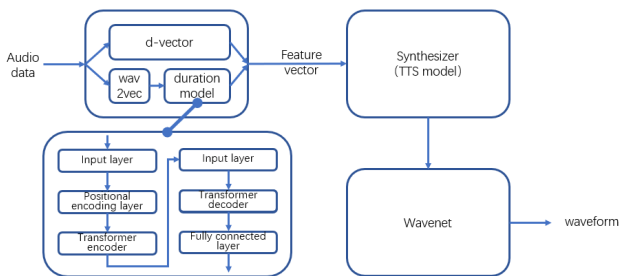 Audio
data
d-vector
wav
2vec
duration
model
Feature
vector
Synthesizer
(TTS model)
Input layer
Positional
encoding layer
Transformer
encoder
Input layer
Transformer
decoder
Fully connected
layer
Wavenet
waveform